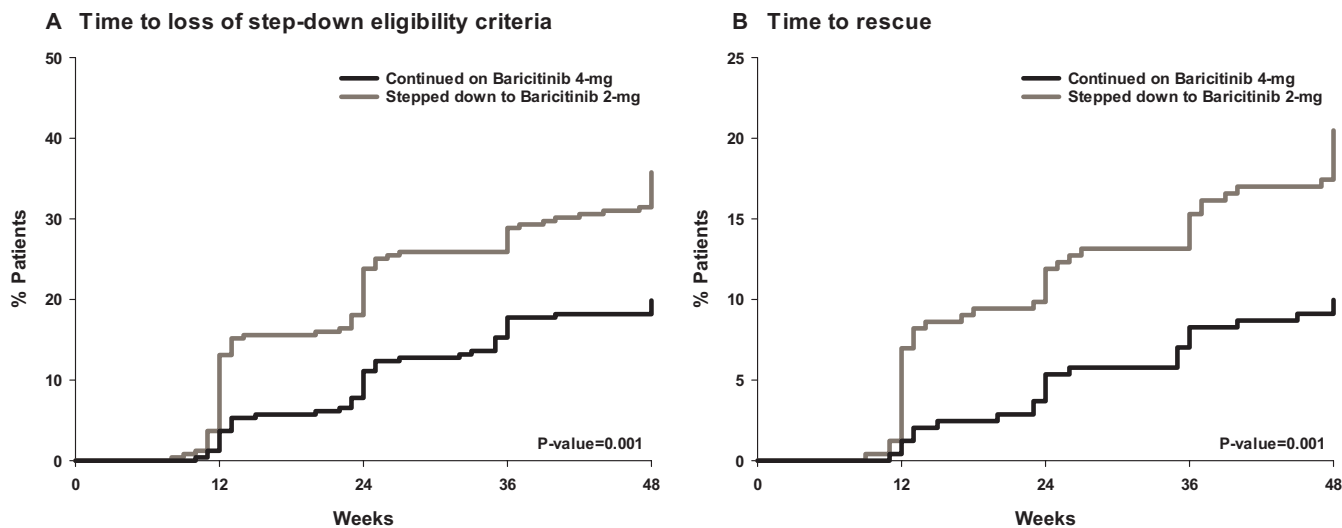 A Time to loss of step-down eligibility criteria
50
40
30
20
10
0
% Patients
Continued on Baricitinib 4-mg
Stepped down to Baricitinib 2-mg
P-value=0.001
0 12 24 36 48
Weeks
B Time to rescue
25
20
15
10
5
0
% Patients
Continued on Baricitinib 4-mg
Stepped down to Baricitinib 2-mg
P-value=0.001
0 12 24 36 48
Weeks